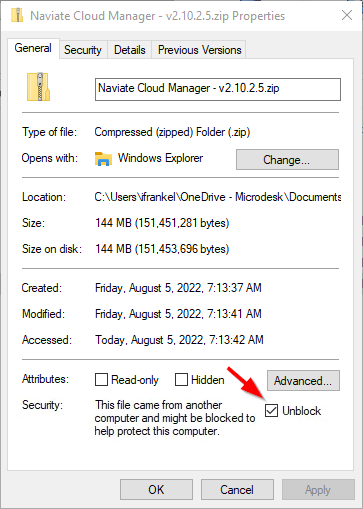 Naviate Cloud Manager - v2.10.2.5.zip Properties
General Security Details Previous Versions
Naviate Cloud Manager - v2.10.2.5.zip
Type of file: Compressed (zipped) Folder (.zip)
Opens with: Windows Explorer Change...
Location: C:\Users\ifrankel\OneDrive - Microdesk\Documents
Size: 144 MB (151,451,281 bytes)
Size on disk: 144 MB (151,453,696 bytes)
Created: Friday, August 5, 2022, 7:13:37 AM
Modified: Friday, August 5, 2022, 7:13:41 AM
Accessed: Today, August 5, 2022, 7:13:42 AM
Attributes: Read-only Hidden Advanced...
Security: This file came from another Unblock
computer and might be blocked to
help protect this computer.
OK Cancel Apply